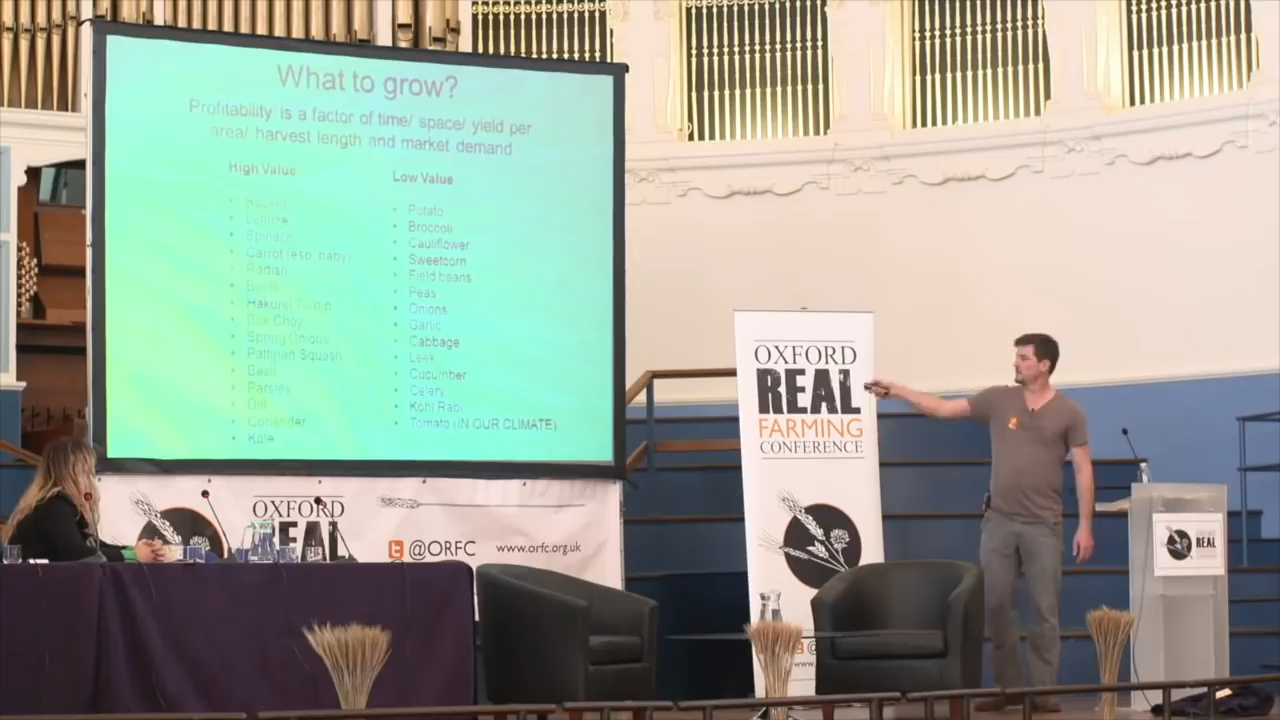 What to grow?
Profitability is a factor of time/ space/ yield per
area/ harvest length and market demand
High Value
Lettuce
Spinach
Carrot (esp. baby)
Radish
Beets
Hakurei Turnip
Bok Choy
Spring Onions
Pattipan Squash
Basil
Parsley
Dill
Coriander
Kale
Low Value
Potato
Broccoli
Cauliflower
Sweetcorn
Field beans
Peas
Onions
Garlic
Cabbage
Leek
Cucumber
Celery
Kohl Rabi
Tomato (IN OUR CLIMATE)
OXFORD
REAL
@ORFC
www.orfc.org.uk
OXFORD
REAL
FARMING
CONFERENCE
REAL